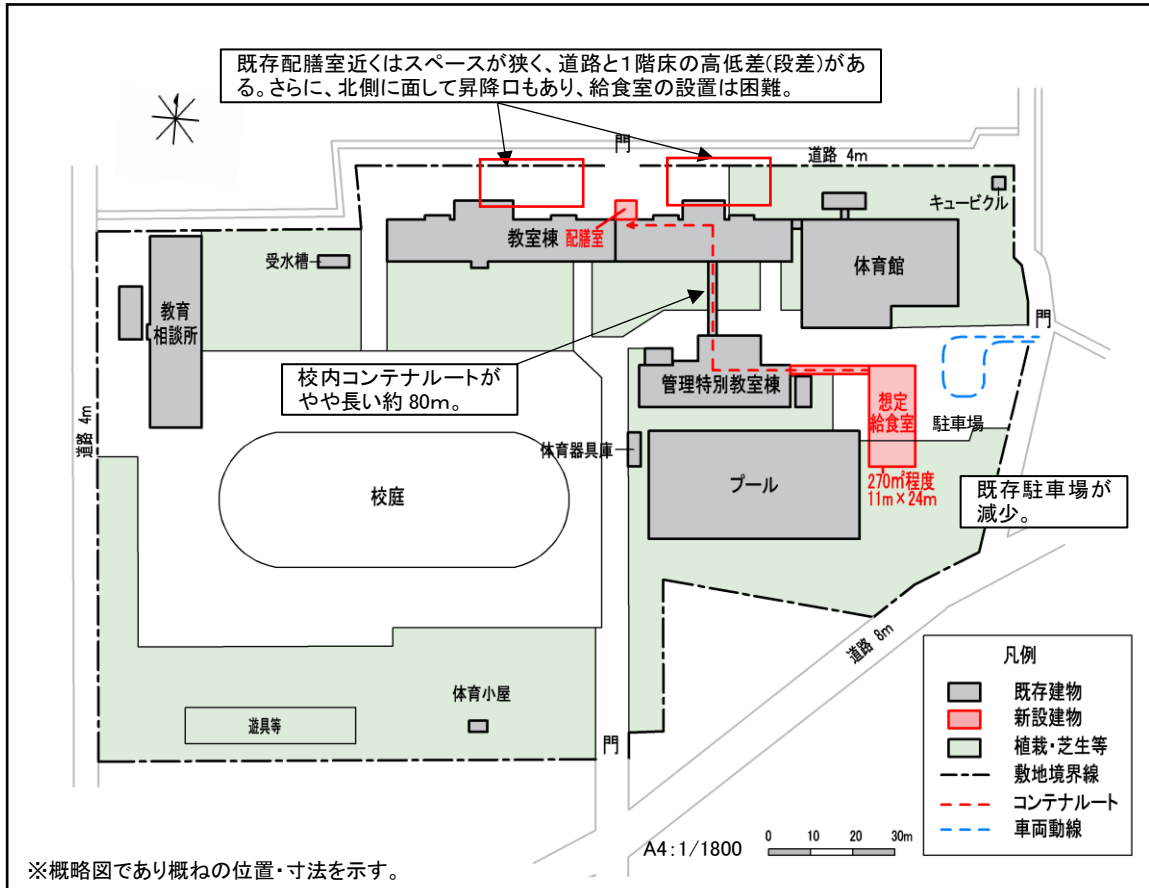 既存配膳室近くはスペースが狭く、道路と1階床の高低差(段差)があ
る。さらに、北側に面して昇降口もあり、給食室の設置は困難。
門
道路 4m
キュービクル
教室棟
配膳室
体育館
受水槽
教育
相談所
門
校内コンテナルートが
やや長い約 80m。
管理特別教室棟
想定
給食室
駐車場
道路 4m
体育器具庫
プール
校庭
270㎡程度
11m×24m
既存駐車場が
減少。
道路 8m
体育小屋
遊具等
門
凡例
既存建物
新設建物
植栽・芝生等
敷地境界線
コンテナルート
車両動線
A4:1/1800
0 10 20 30m
※概略図であり概ねの位置・寸法を示す。